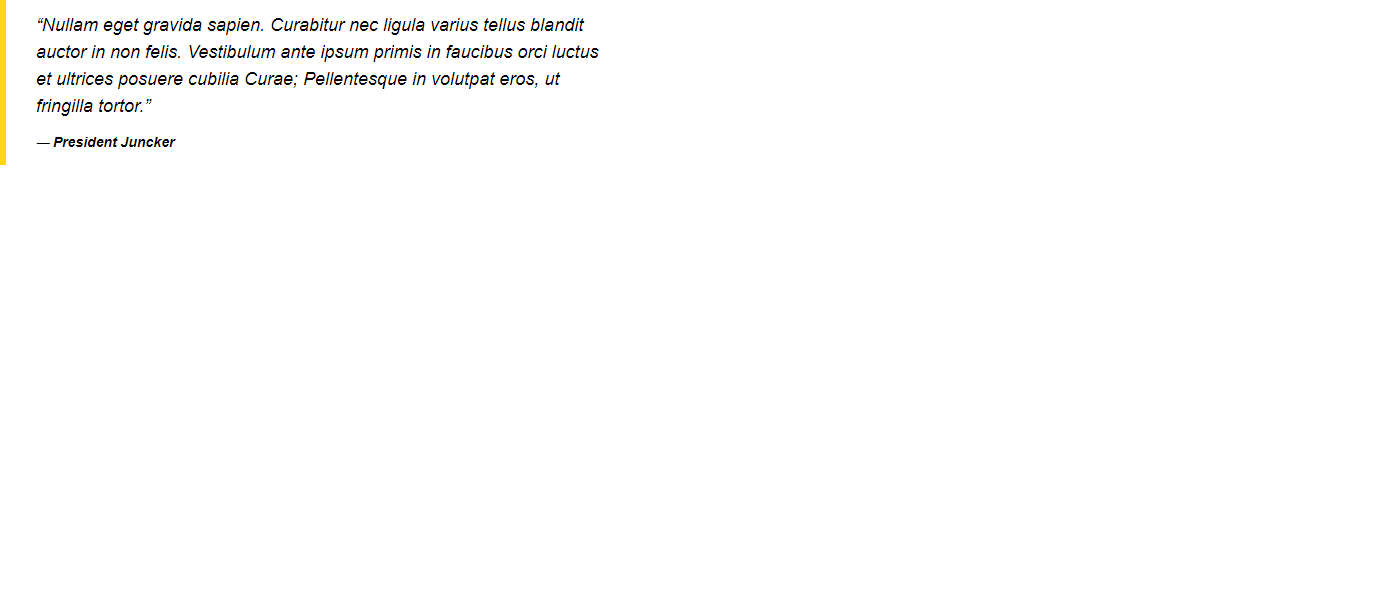 “Nullam eget gravida sapien. Curabitur nec ligula varius tellus blandit
auctor in non felis. Vestibulum ante ipsum primis in faucibus orci luctus
et ultrices posuere cubilia Curae; Pellentesque in volutpat eros, ut
fringilla tortor.”
— President Juncker